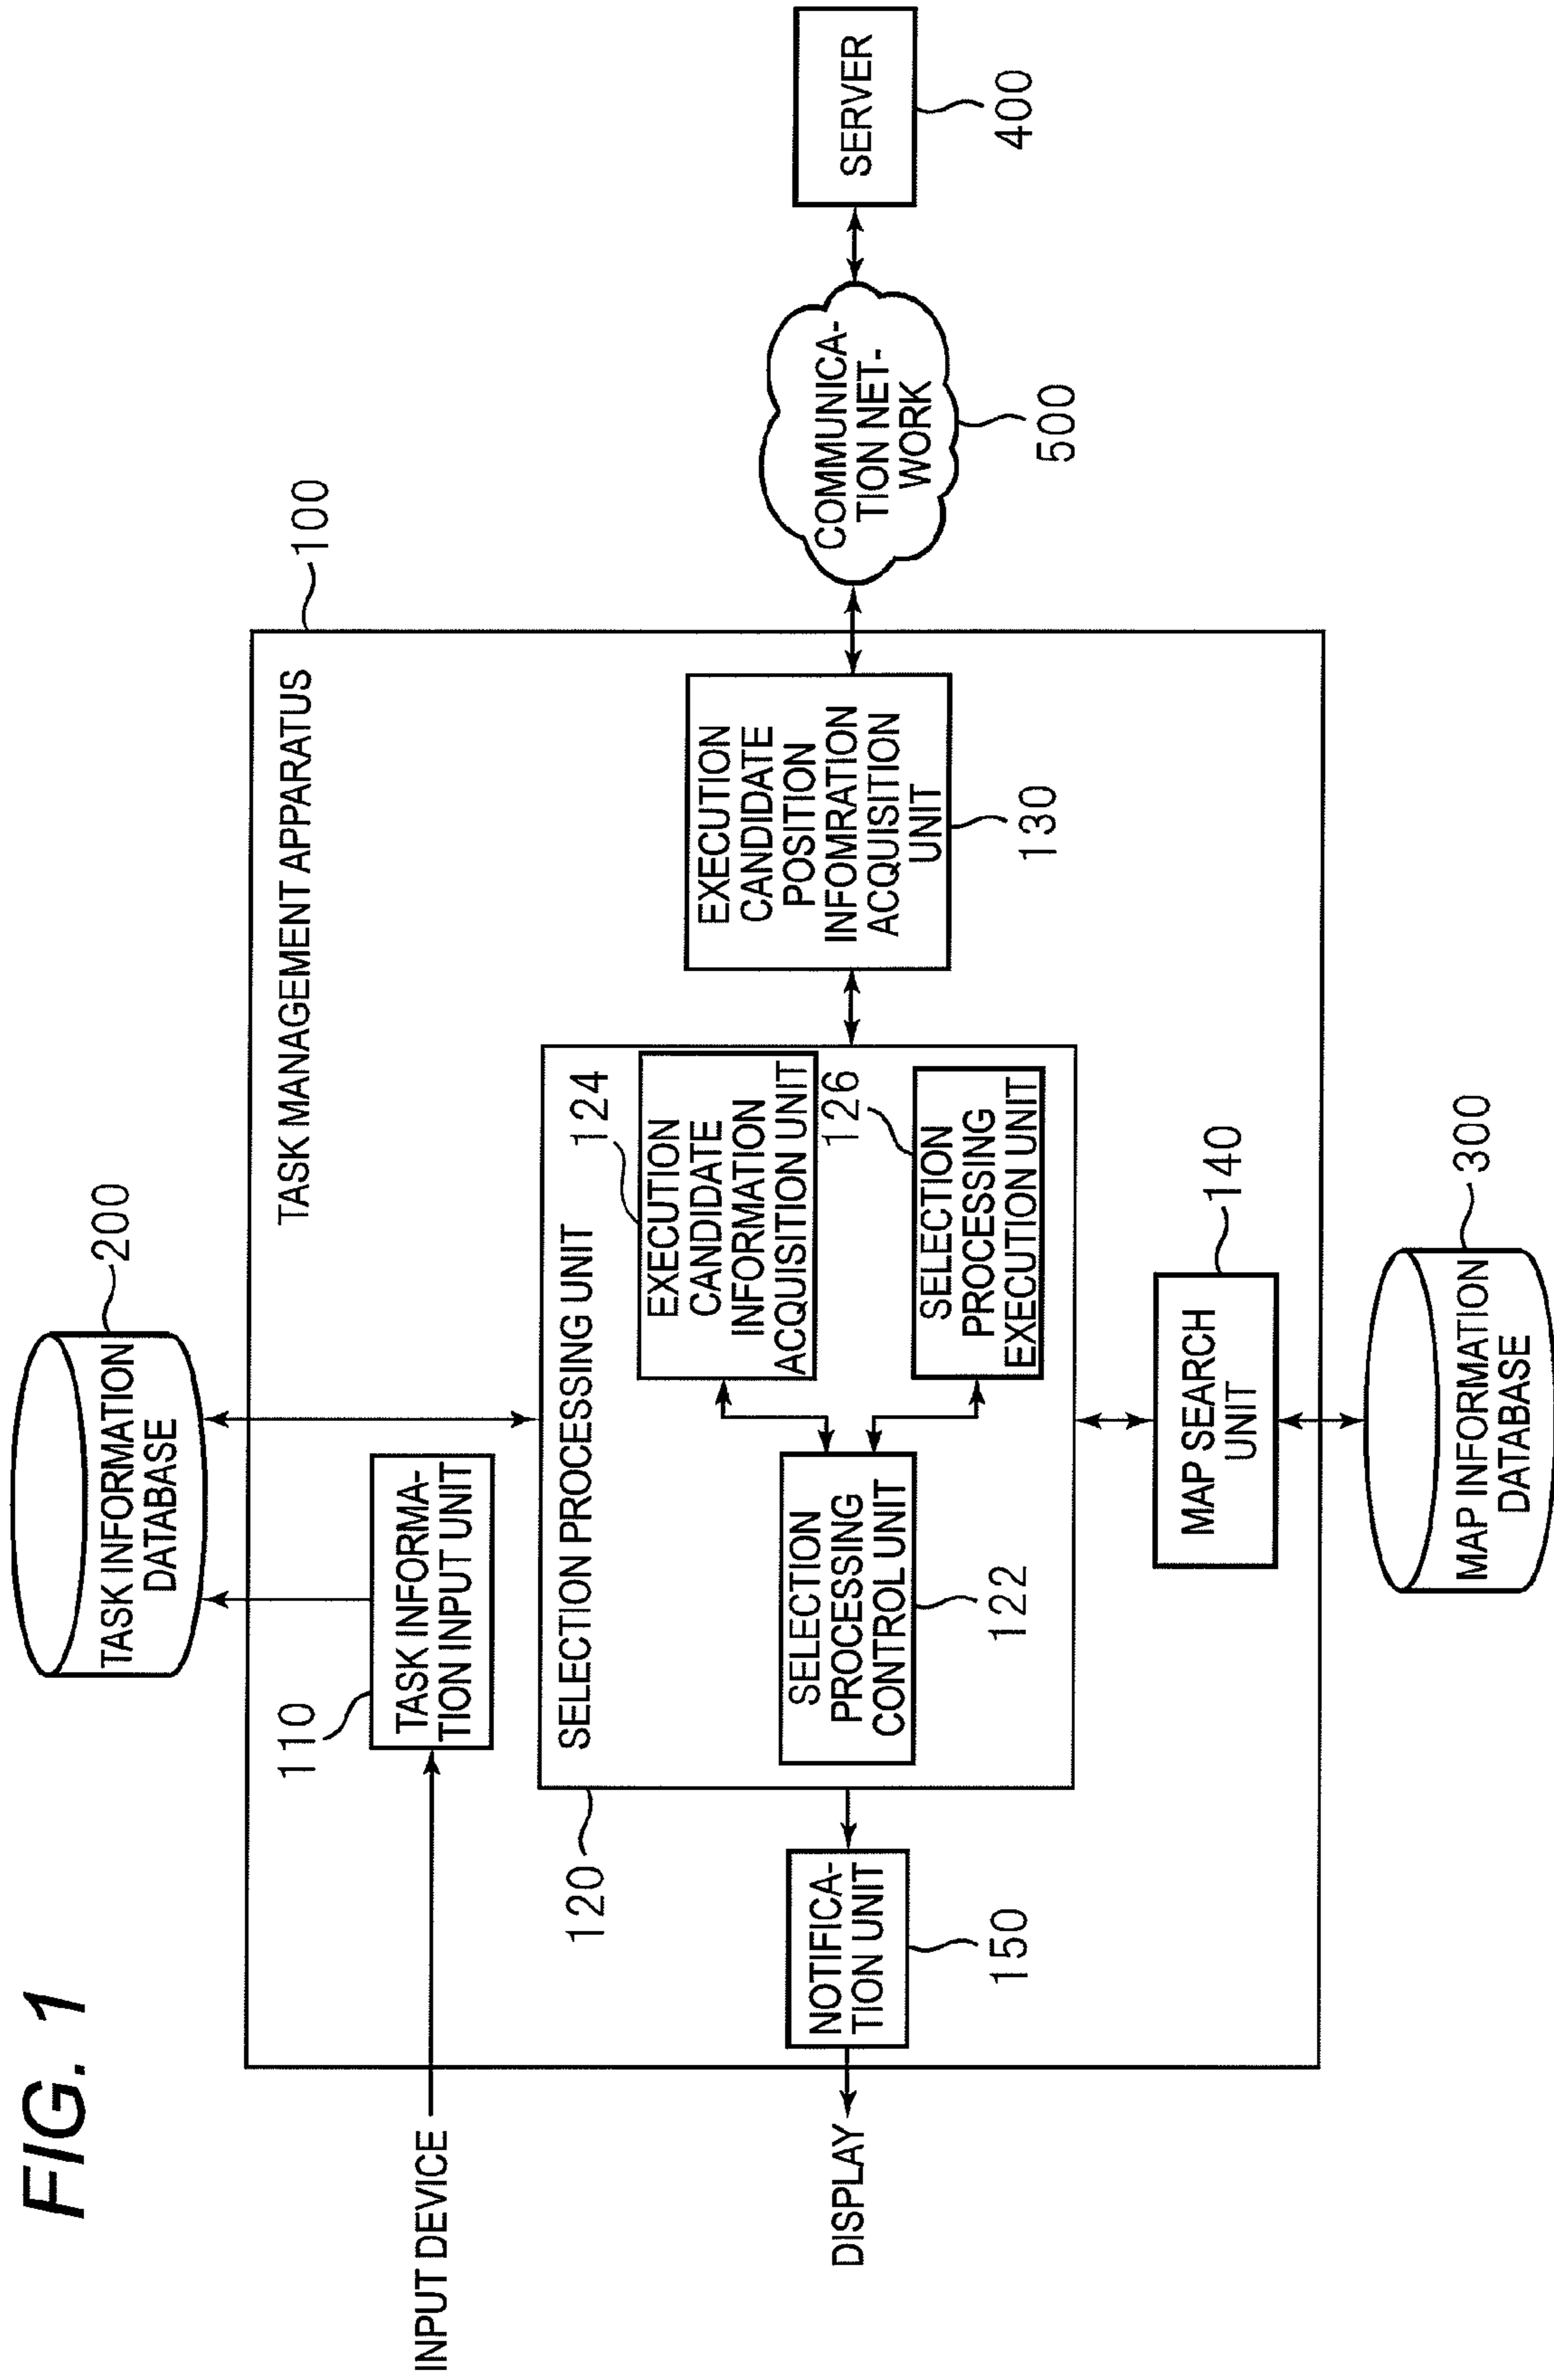 FIG. 1
200
TASK INFORMATION
DATABASE
100
TASK MANAGEMENT APPARATUS
110
TASK INFORMA-
TION INPUT UNIT
INPUT DEVICE
120
SELECTION PROCESSING UNIT
124
EXECUTION
CANDIDATE
INFORMATION
ACQUISITION UNIT
126
SELECTION
PROCESSING
EXECUTION UNIT
SELECTION
PROCESSING
CONTROL UNIT
122
NOTIFICA-
TION UNIT
150
DISPLAY
EXECUTION
CANDIDATE
POSITION
INFOMRATION
ACQUISITION
UNIT
130
COMMUNICA-
TION NET-
WORK
500
SERVER
400
MAP SEARCH
UNIT
140
MAP INFORMATION
DATABASE
300